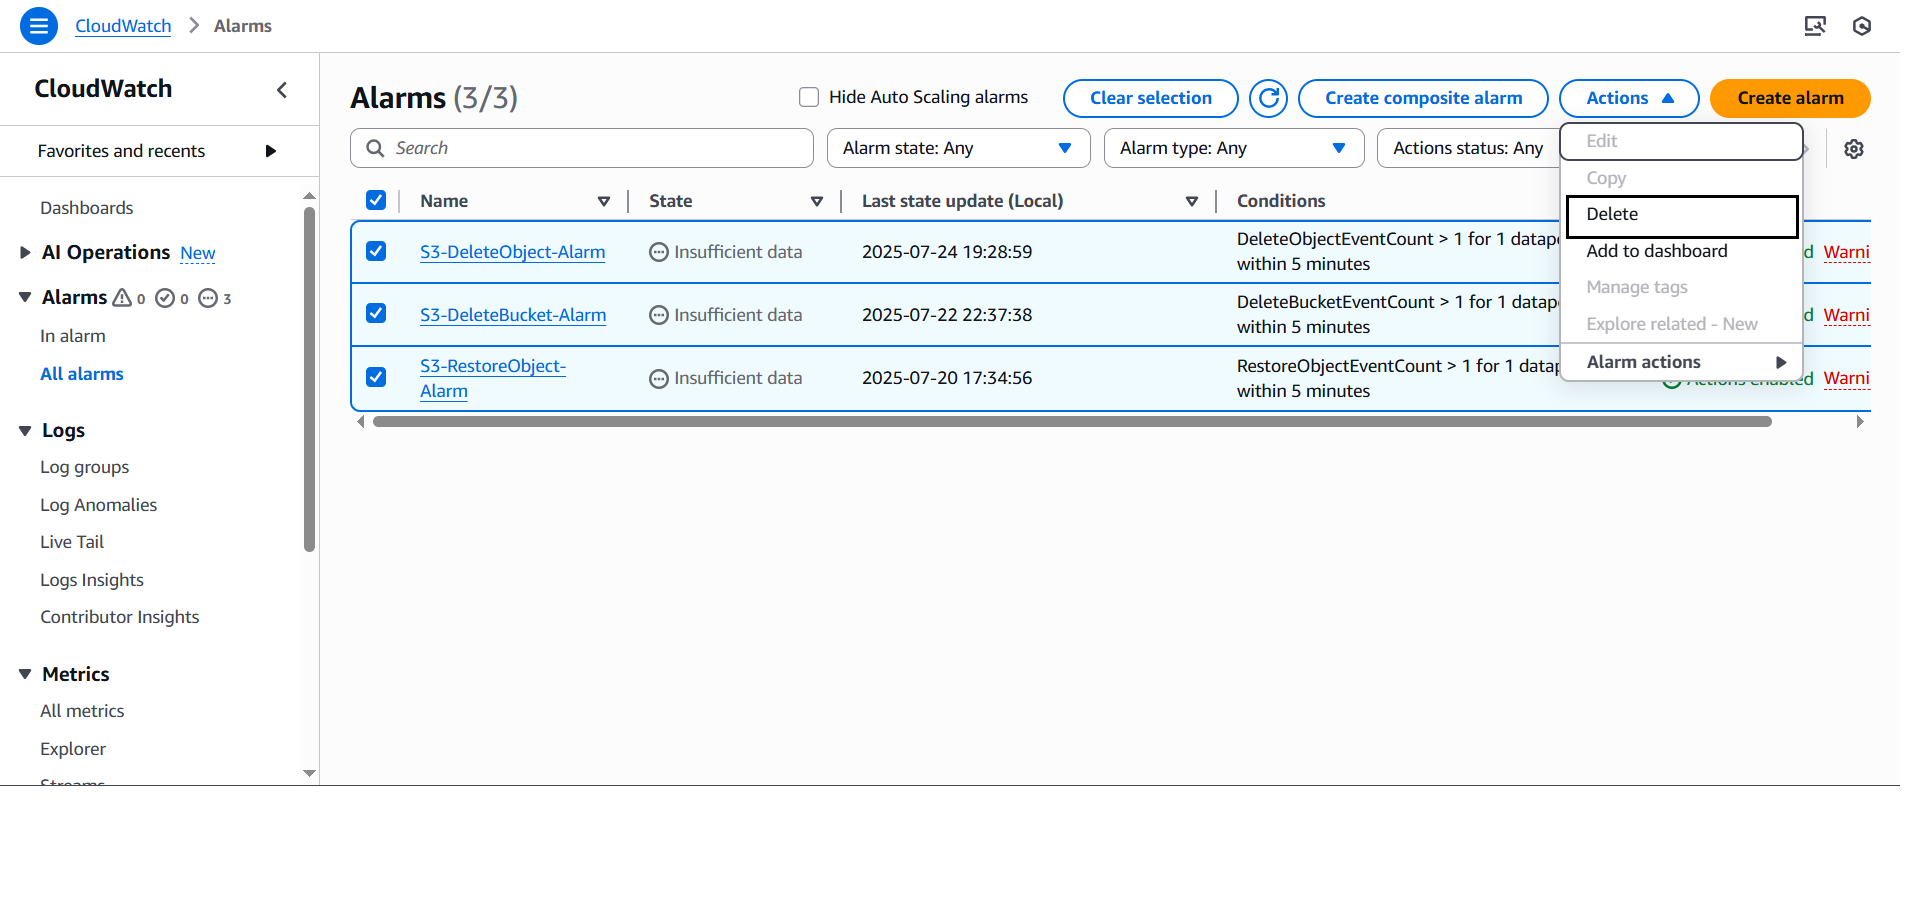 CloudWatch > Alarms
CloudWatch
Favorites and recents
Dashboards
AI Operations New
Alarms 0 0 3
In alarm
All alarms
Logs
Log groups
Log Anomalies
Live Tail
Logs Insights
Contributor Insights
Metrics
All metrics
Explorer
Streams
Alarms (3/3)
Hide Auto Scaling alarms
Clear selection
Create composite alarm
Actions
Create alarm
Search
Alarm state: Any
Alarm type: Any
Actions status: Any
Edit
Copy
Delete
Add to dashboard
Manage tags
Explore related - New
Alarm actions
Name State Last state update (Local) Conditions
S3-DeleteObject-Alarm Insufficient data 2025-07-24 19:28:59 DeleteObjectEventCount > 1 for 1 datap
within 5 minutes
d Warni
S3-DeleteBucket-Alarm Insufficient data 2025-07-22 22:37:38 DeleteBucketEventCount > 1 for 1 datap
within 5 minutes
d Warni
S3-RestoreObject-
Alarm
Insufficient data 2025-07-20 17:34:56 RestoreObjectEventCount > 1 for 1 datap
within 5 minutes
Actions enabled Warni